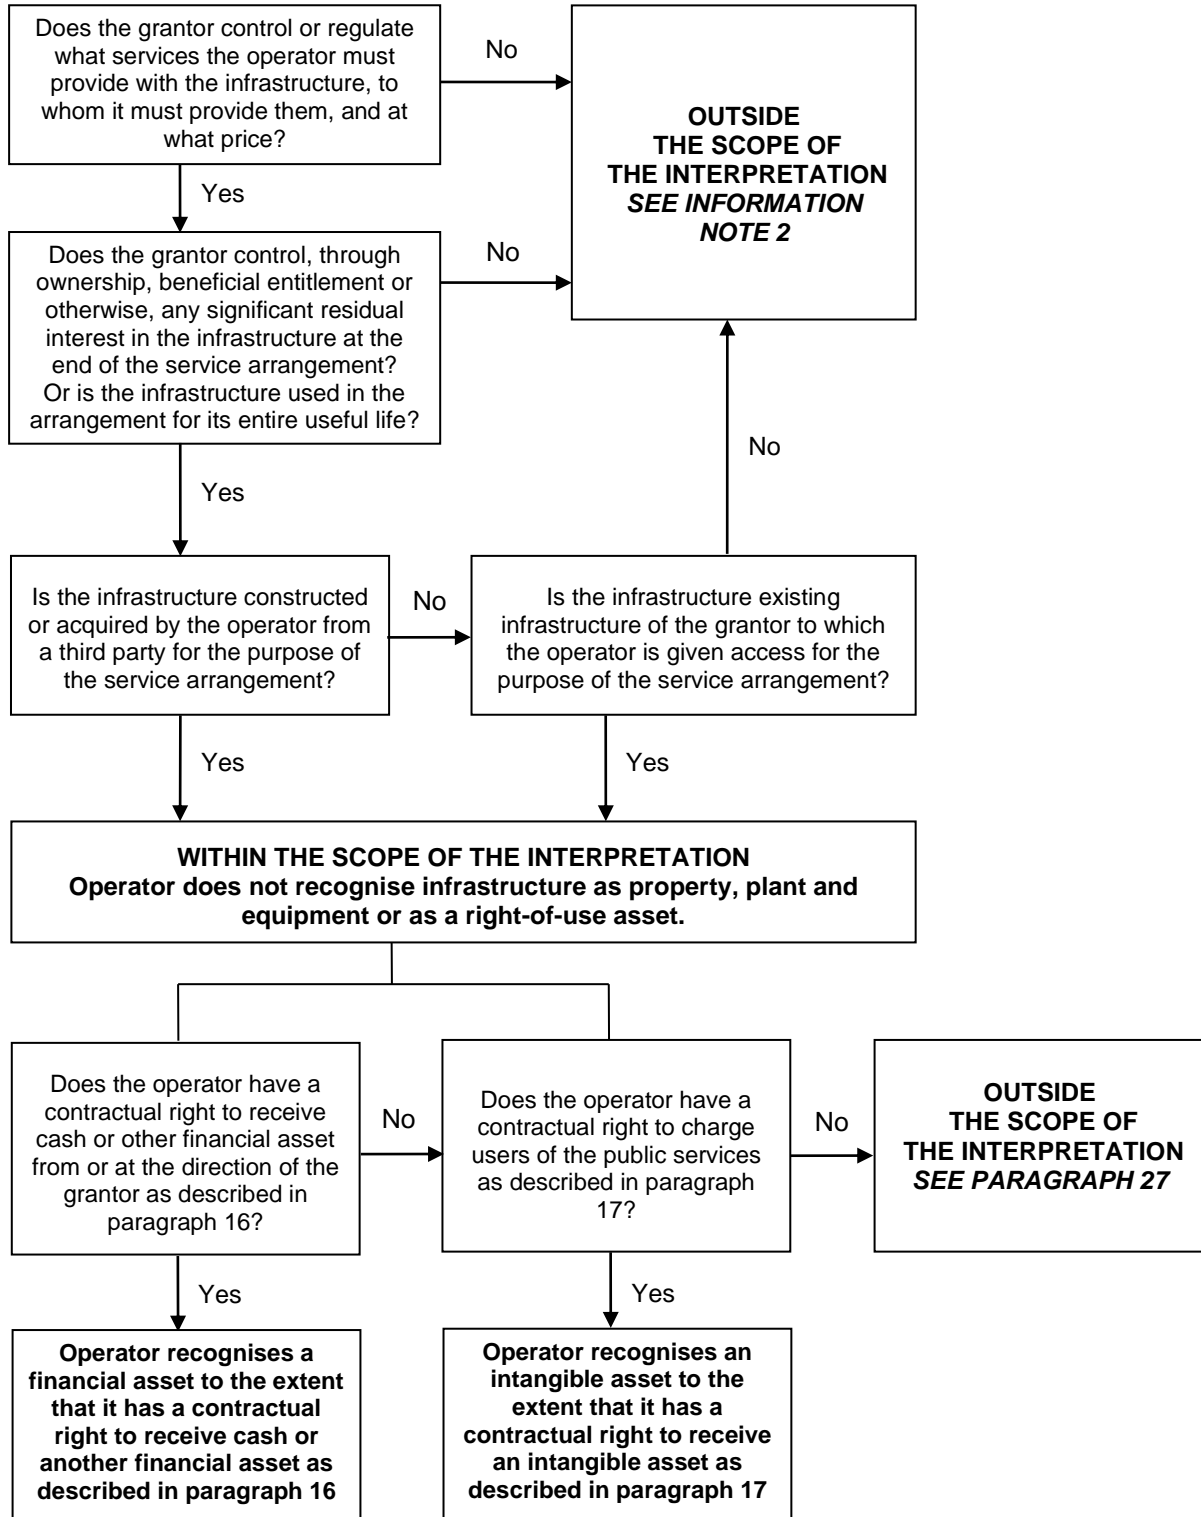 Does the grantor control or regulate
what services the operator must
provide with the infrastructure, to
whom it must provide them, and at
what price?
No
OUTSIDE
THE SCOPE OF
THE INTERPRETATION
SEE INFORMATION
NOTE 2
Yes
Does the grantor control, through
ownership, beneficial entitlement or
otherwise, any significant residual
interest in the infrastructure at the
end of the service arrangement?
Or is the infrastructure used in the
arrangement for its entire useful life?
No
No
Yes
Is the infrastructure constructed
or acquired by the operator from
a third party for the purpose of
the service arrangement?
No
Is the infrastructure existing
infrastructure of the grantor to which
the operator is given access for the
purpose of the service arrangement?
Yes
Yes
WITHIN THE SCOPE OF THE INTERPRETATION
Operator does not recognise infrastructure as property, plant and
equipment or as a right-of-use asset.
Does the operator have a
contractual right to receive
cash or other financial asset
from or at the direction of the
grantor as described in
paragraph 16?
No
Does the operator have a
contractual right to charge
users of the public services
as described in paragraph
17?
No
OUTSIDE
THE SCOPE OF
THE INTERPRETATION
SEE PARAGRAPH 27
Yes
Yes
Operator recognises a
financial asset to the extent
that it has a contractual
right to receive cash or
another financial asset as
described in paragraph 16
Operator recognises an
intangible asset to the
extent that it has a
contractual right to receive
an intangible asset as
described in paragraph 17